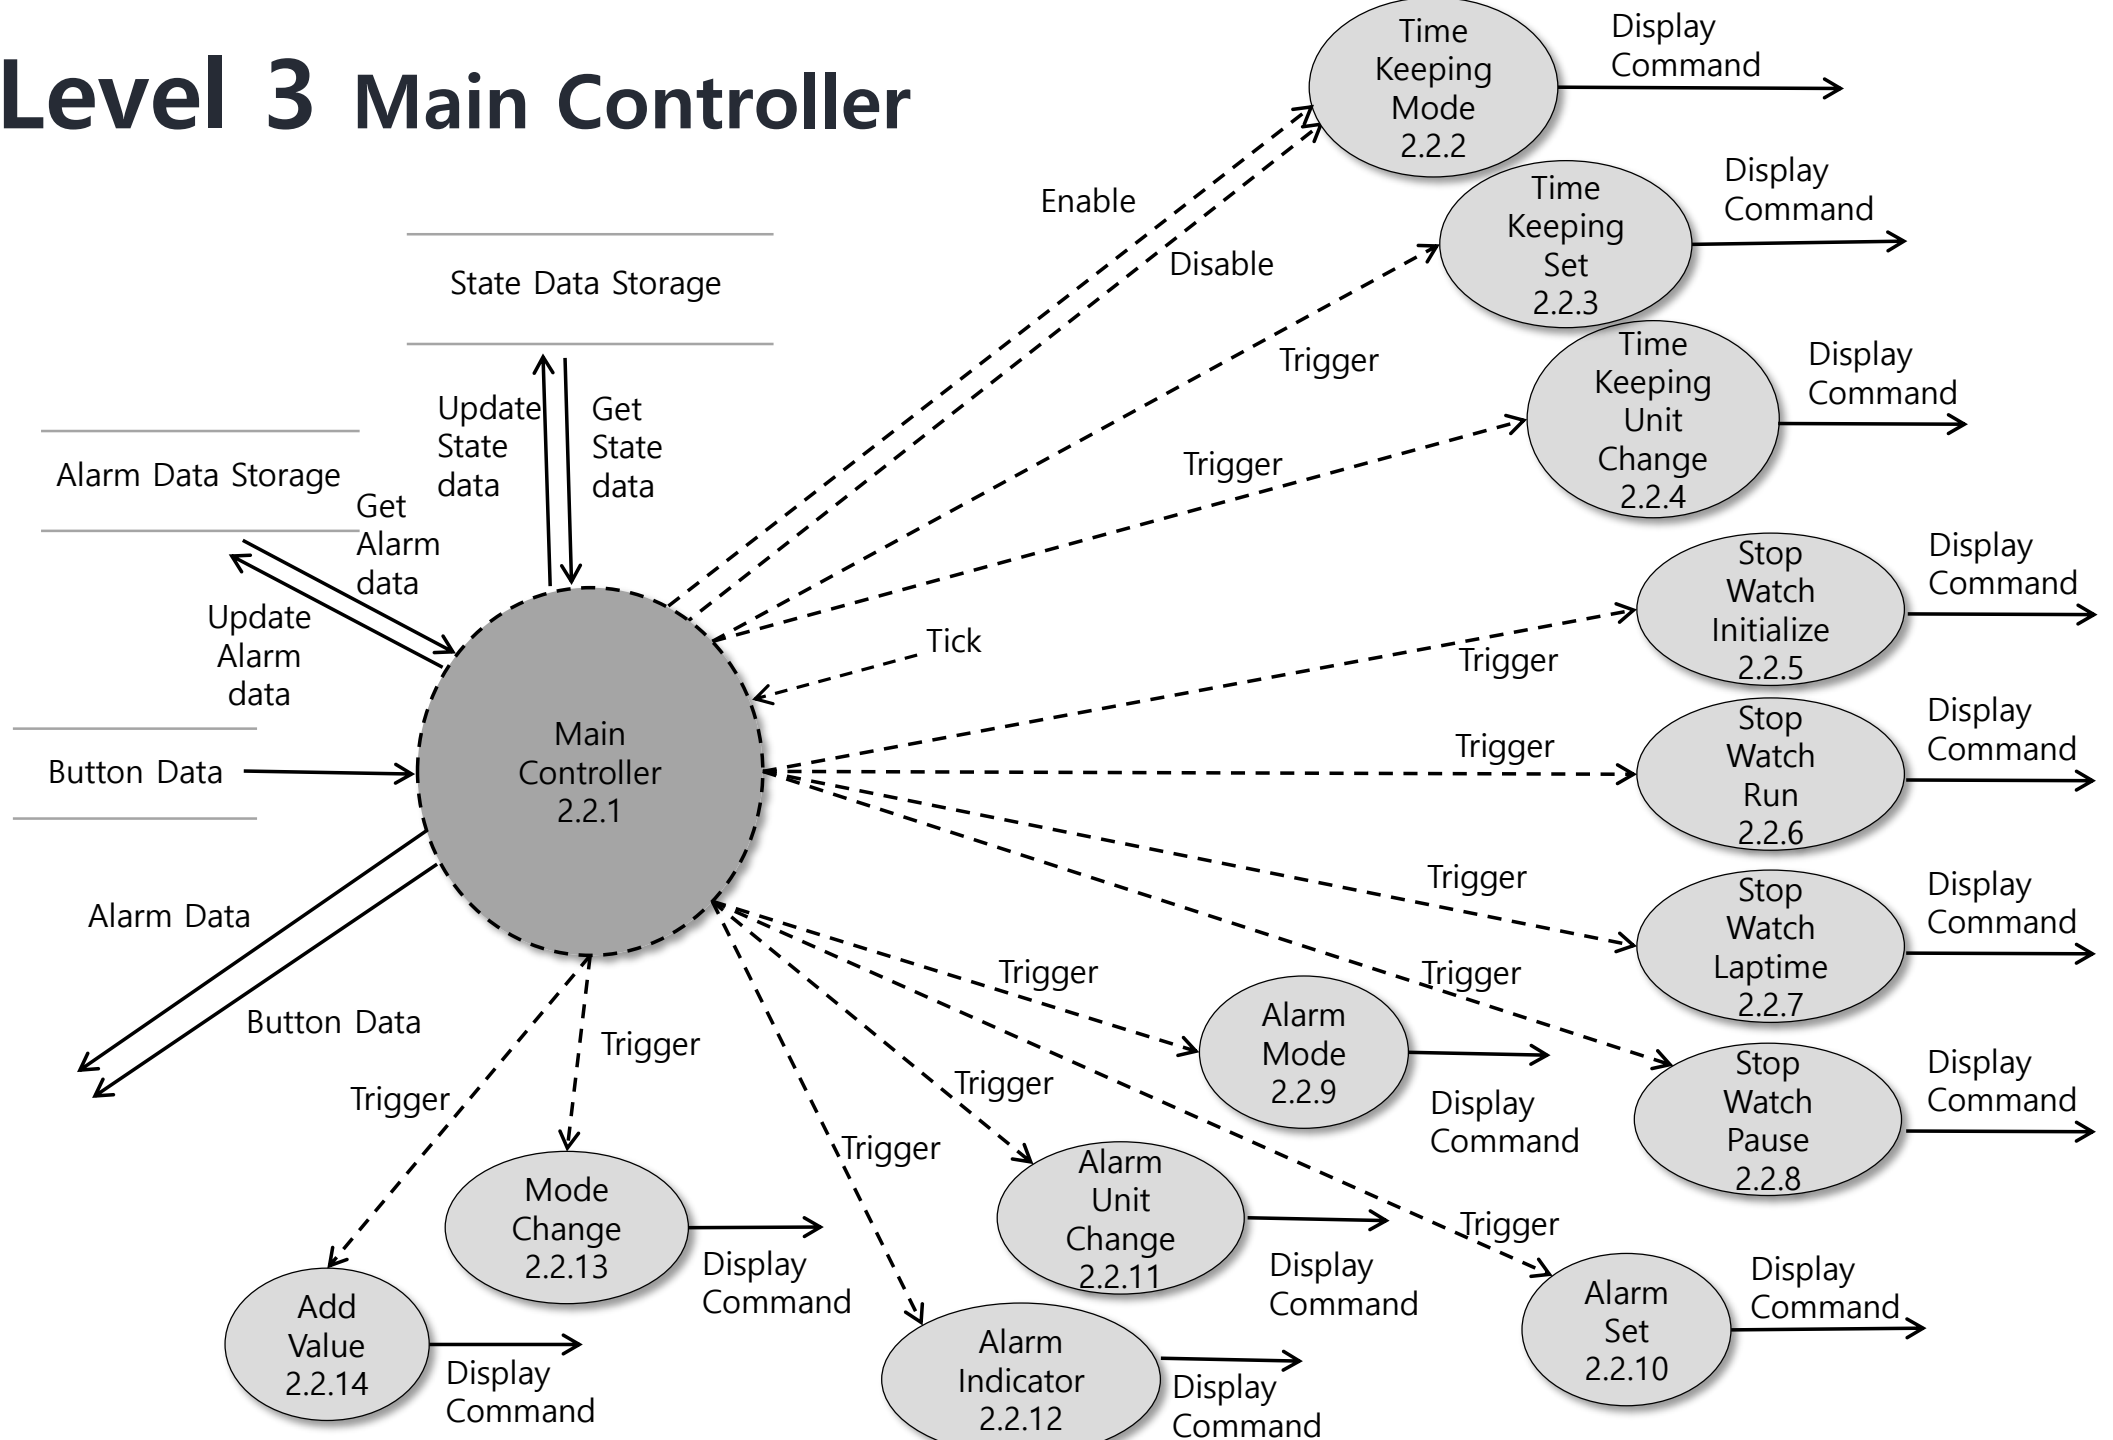 Level 3 Main Controller
Time
Keeping
Mode
2.2.2
Display
Command
Time
Keeping
Set
2.2.3
Display
Command
Time
Keeping
Unit
Change
2.2.4
Display
Command
Enable
Disable
Trigger
Trigger
State Data Storage
Update
State
data
Get
State
data
Alarm Data Storage
Get
Alarm
data
Update
Alarm
data
Button Data
Main
Controller
2.2.1
Tick
Trigger
Stop
Watch
Initialize
2.2.5
Display
Command
Trigger
Stop
Watch
Run
2.2.6
Display
Command
Trigger
Stop
Watch
Laptime
2.2.7
Display
Command
Trigger
Stop
Watch
Pause
2.2.8
Display
Command
Alarm Data
Button Data
Trigger
Alarm
Mode
2.2.9
Display
Command
Trigger
Alarm
Unit
Change
2.2.11
Display
Command
Trigger
Alarm
Set
2.2.10
Display
Command
Trigger
Alarm
Indicator
2.2.12
Display
Command
Trigger
Mode
Change
2.2.13
Display
Command
Trigger
Add
Value
2.2.14
Display
Command